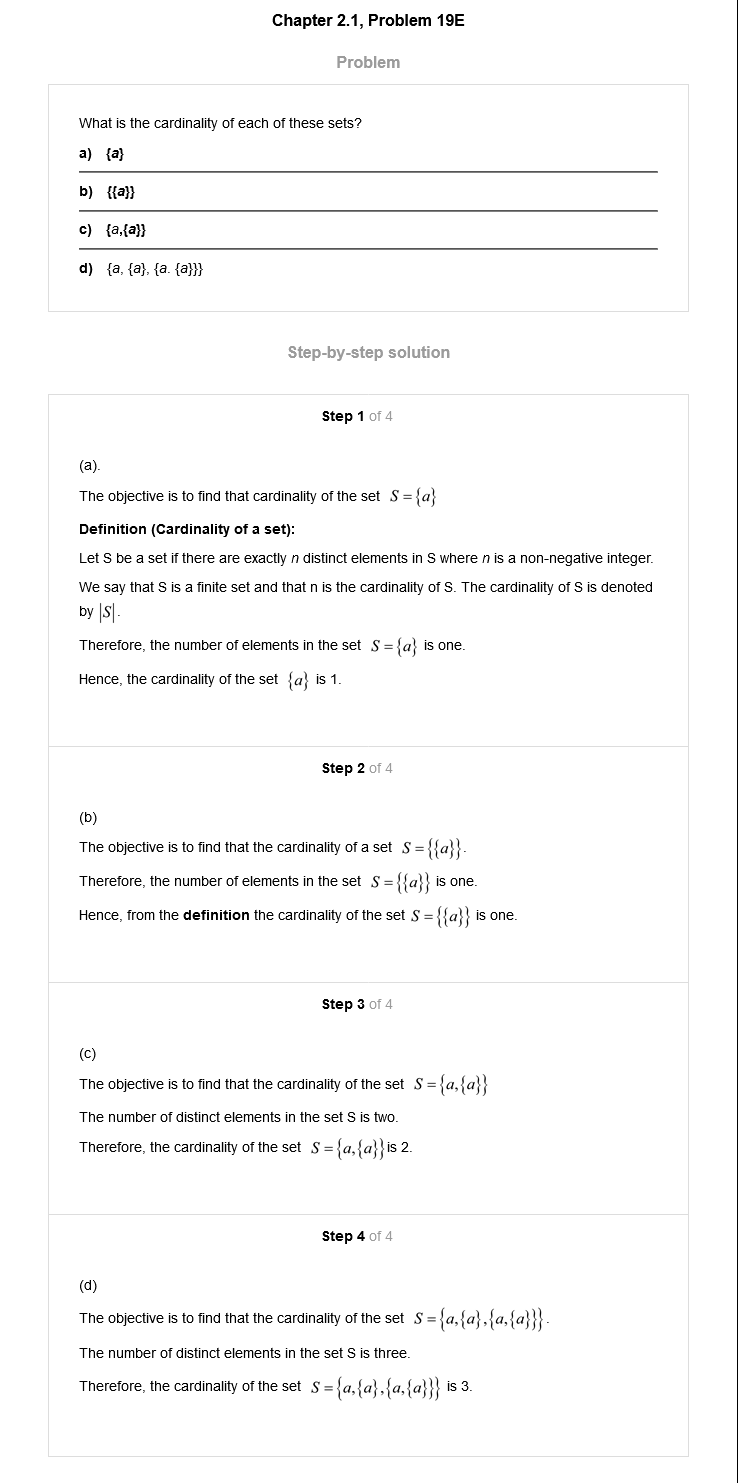 Chapter 2.1, Problem 19E
Problem
What is the cardinality of each of these sets?
a) {a}
b) {{a}}
c) {a,{a}}
d) {a, {a}, {a. {a}}}
Step-by-step solution
Step 1 of 4
(a).
The objective is to find that cardinality of the set S = {a}
Definition (Cardinality of a set):
Let S be a set if there are exactly n distinct elements in S where n is a non-negative integer.
We say that S is a finite set and that n is the cardinality of S. The cardinality of S is denoted
by |S|.
Therefore, the number of elements in the set S = {a} is one.
Hence, the cardinality of the set {a} is 1.
Step 2 of 4
(b)
The objective is to find that the cardinality of a set S = {{a}}.
Therefore, the number of elements in the set S = {{a}} is one.
Hence, from the definition the cardinality of the set S = {{a}} is one.
Step 3 of 4
(c)
The objective is to find that the cardinality of the set S = {a,{a}}
The number of distinct elements in the set S is two.
Therefore, the cardinality of the set S = {a,{a}} is 2.
Step 4 of 4
(d)
The objective is to find that the cardinality of the set S = {a,{a},{a,{a}}}.
The number of distinct elements in the set S is three.
Therefore, the cardinality of the set S = {a,{a},{a,{a}}} is 3.